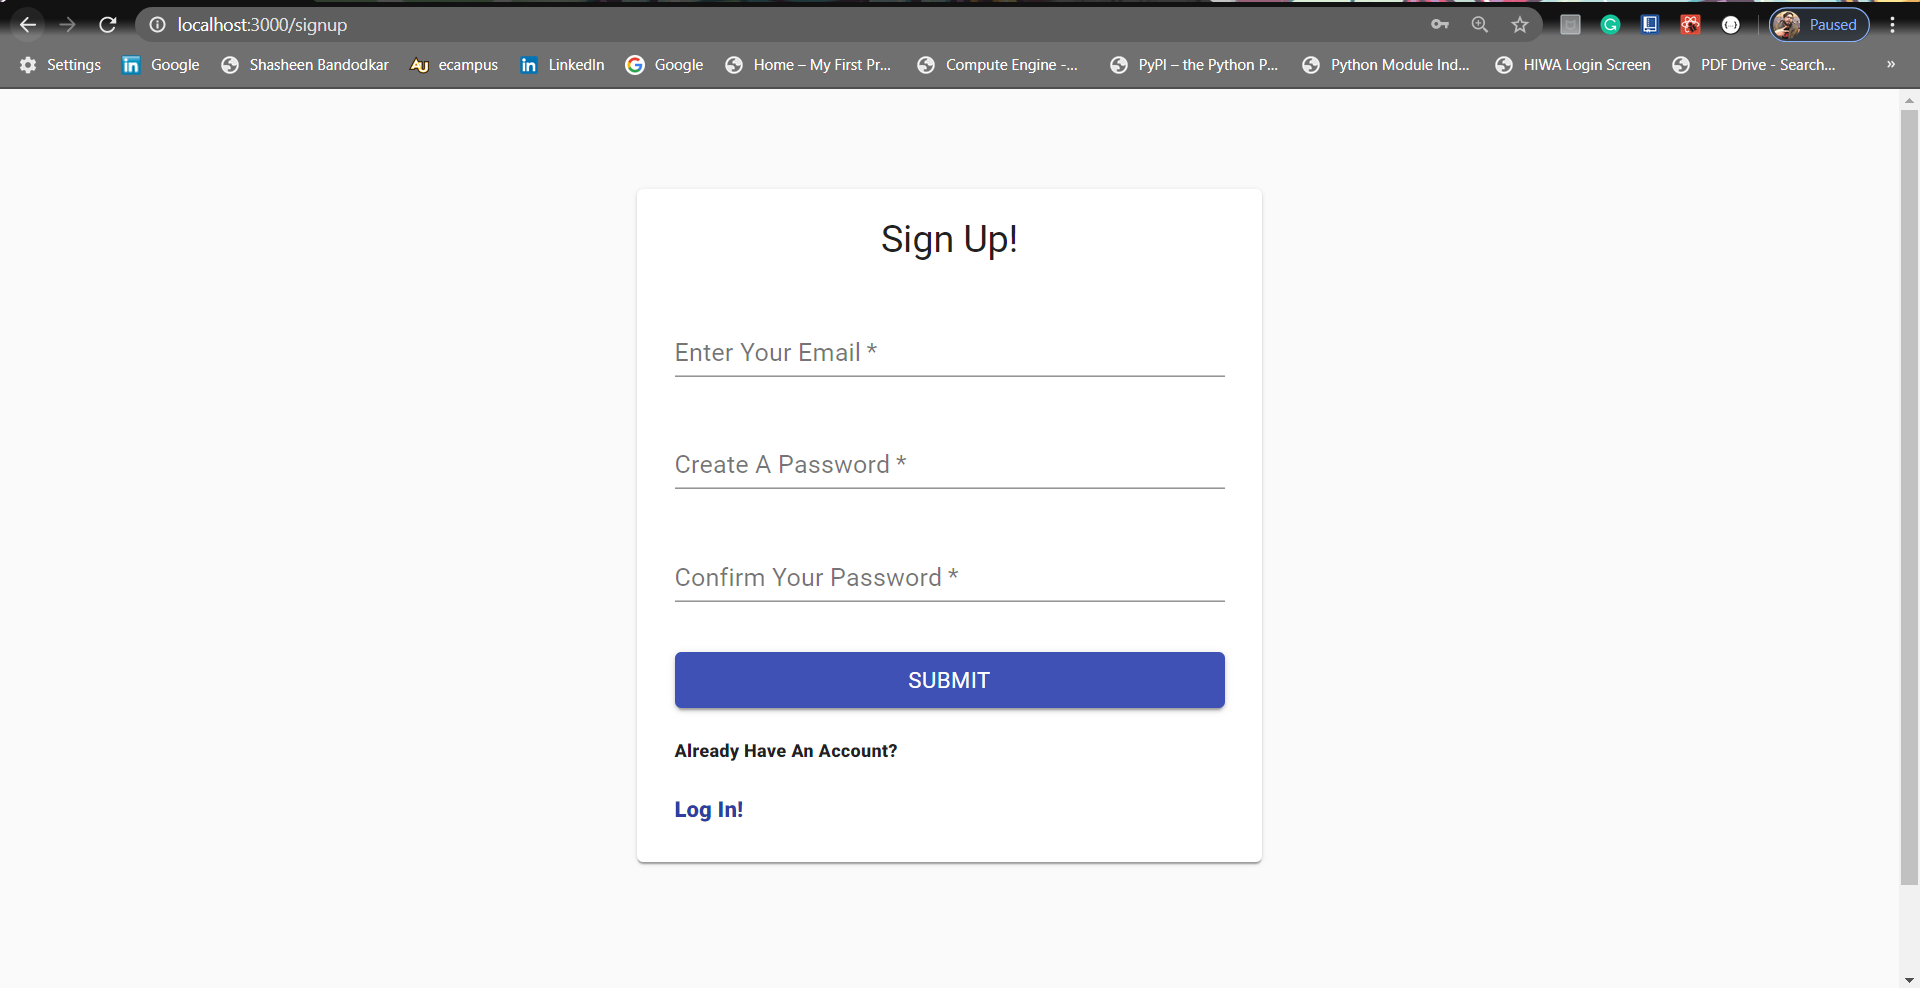 localhost:3000/signup
Paused
Settings Google Shasheen Bandodkar ecampus LinkedIn Google Home – My First Pr... Compute Engine -... PyPI – the Python P... Python Module Ind... HIWA Login Screen PDF Drive - Search... »
Sign Up!
Enter Your Email *
Create A Password *
Confirm Your Password *
SUBMIT
Already Have An Account?
Log In!